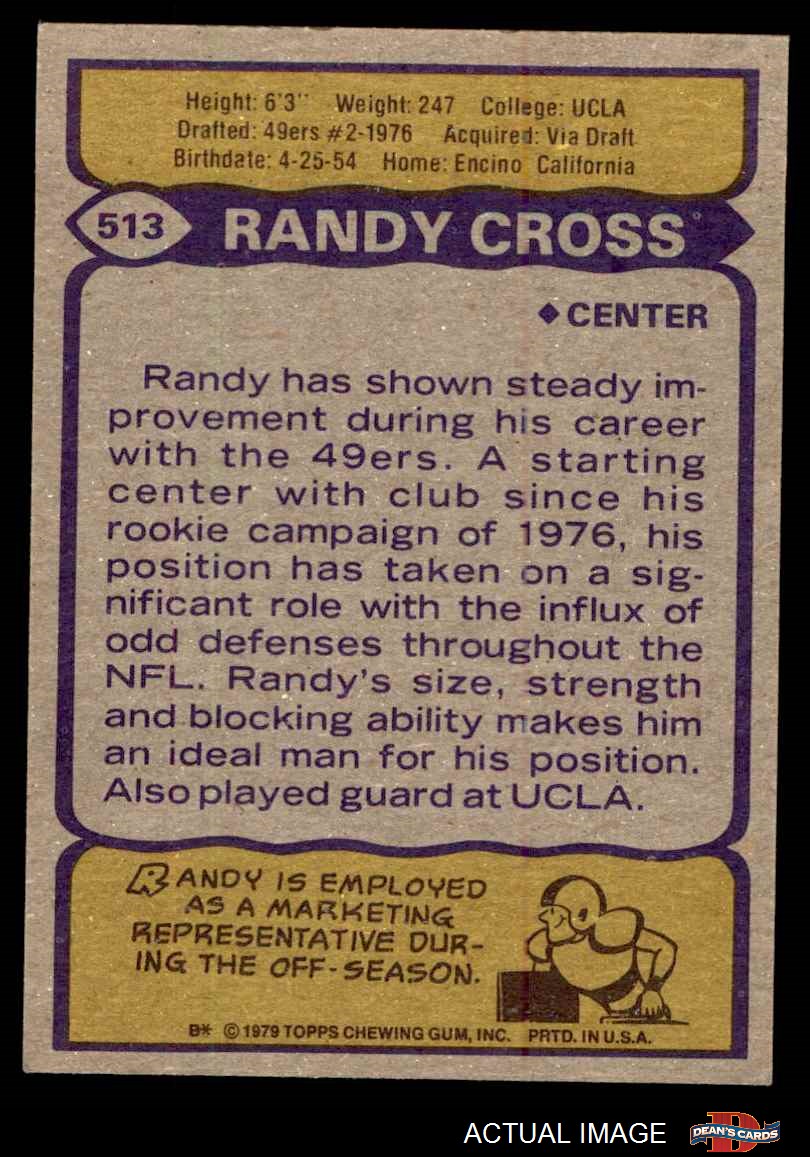 Height: 6'3" Weight: 247 College: UCLA
Drafted: 49ers #2-1976 Acquired: Via Draft
Birthdate: 4-25-54 Home: Encino California
513 RANDY CROSS
◆ CENTER
Randy has shown steady im-
provement during his career
with the 49ers. A starting
center with club since his
rookie campaign of 1976, his
position has taken on a sig-
nificant role with the influx of
odd defenses throughout the
NFL. Randy's size, strength
and blocking ability makes him
an ideal man for his position.
Also played guard at UCLA.
RANDY IS EMPLOYED
AS A MARKETING
REPRESENTATIVE DUR-
ING THE OFF-SEASON.
B* © 1979 TOPPS CHEWING GUM, INC. PRTD. IN U.S.A.
ACTUAL IMAGE
D
DEAN'S CARDS